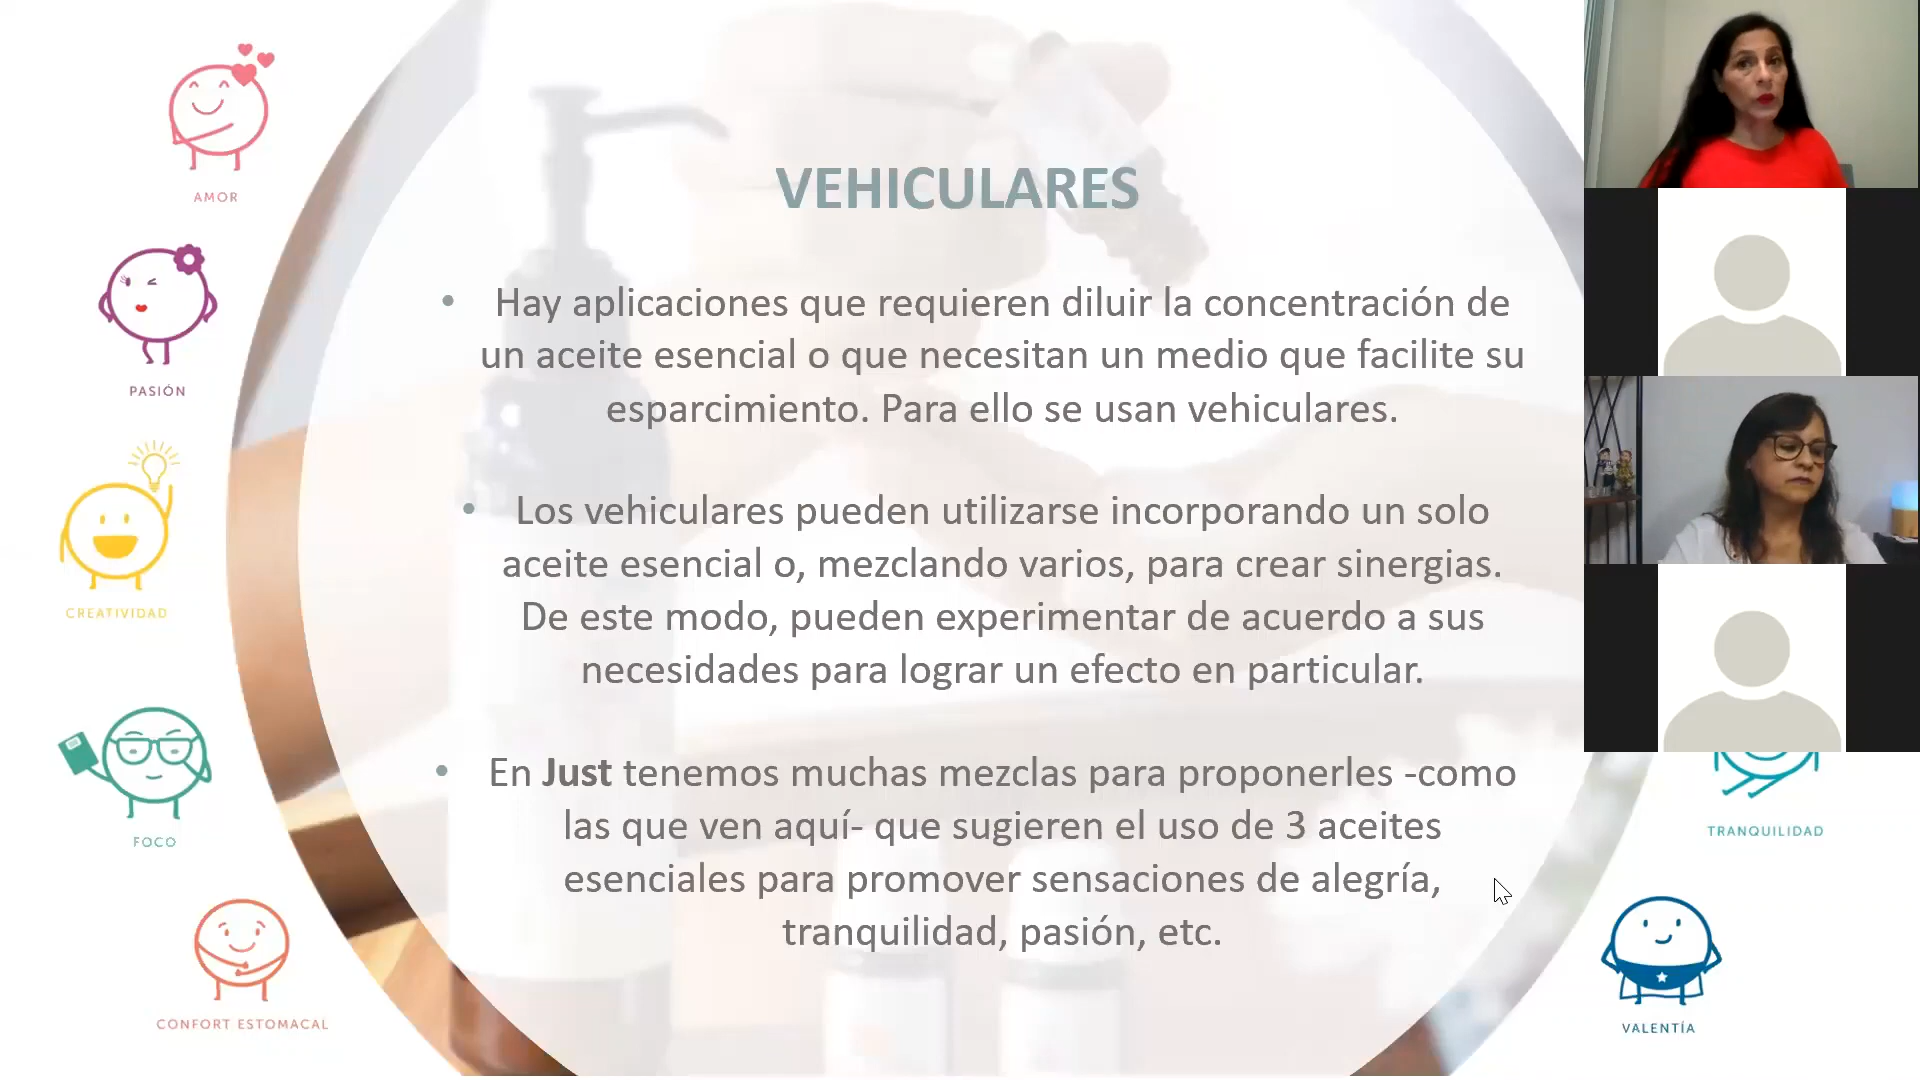 VEHICULARES
• Hay aplicaciones que requieren diluir la concentración de
un aceite esencial o que necesitan un medio que facilite su
esparcimiento. Para ello se usan vehiculares.
• Los vehiculares pueden utilizarse incorporando un solo
aceite esencial o, mezclando varios, para crear sinergias.
De este modo, pueden experimentar de acuerdo a sus
necesidades para lograr un efecto en particular.
• En Just tenemos muchas mezclas para proponerles -como
las que ven aquí- que sugieren el uso de 3 aceites
esenciales para promover sensaciones de alegría,
tranquilidad, pasión, etc.
AMOR
PASIÓN
CREATIVIDAD
FOCO
CONFORT ESTOMACAL
TRANQUILIDAD
VALENTÍA